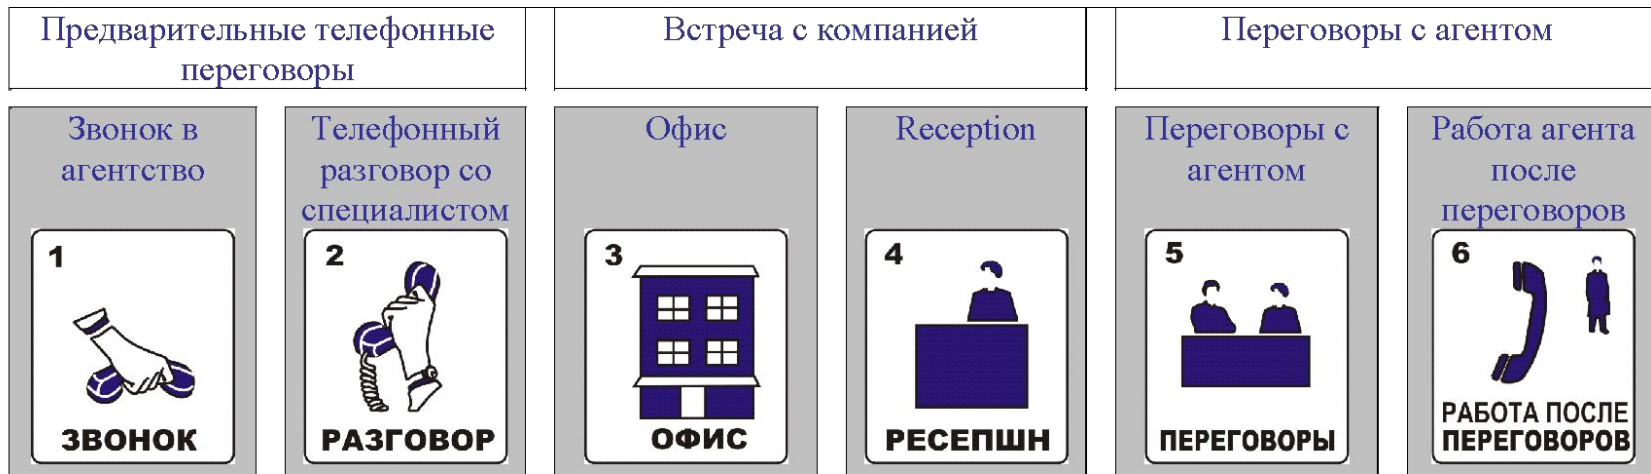 Предварительные телефонные
переговоры
Встреча с компанией
Переговоры с агентом
Звонок в
агентство
Телефонный
разговор со
специалистом
Офис
Reception
Переговоры с
агентом
Работа агента
после
переговоров
1
ЗВОНОК
2
РАЗГОВОР
3
ОФИС
4
РЕСЕПШН
5
ПЕРЕГОВОРЫ
6
РАБОТА ПОСЛЕ
ПЕРЕГОВОРОВ